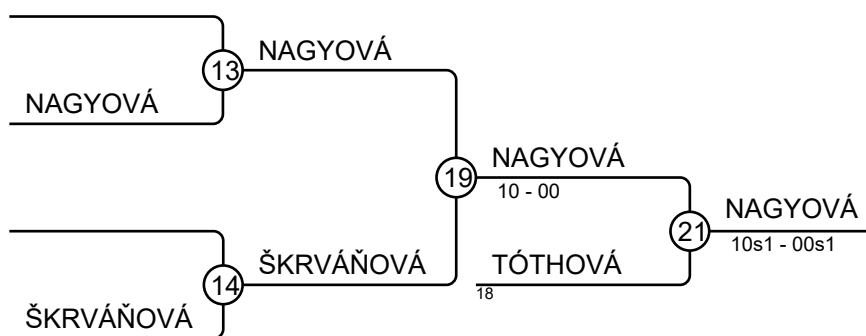 NAGYOVÁ
13
NAGYOVÁ
NAGYOVÁ
19
10 - 00
NAGYOVÁ
21
10s1 - 00s1
ŠKRVÁŇOVÁ
14
ŠKRVÁŇOVÁ
TÓTHOVÁ
18